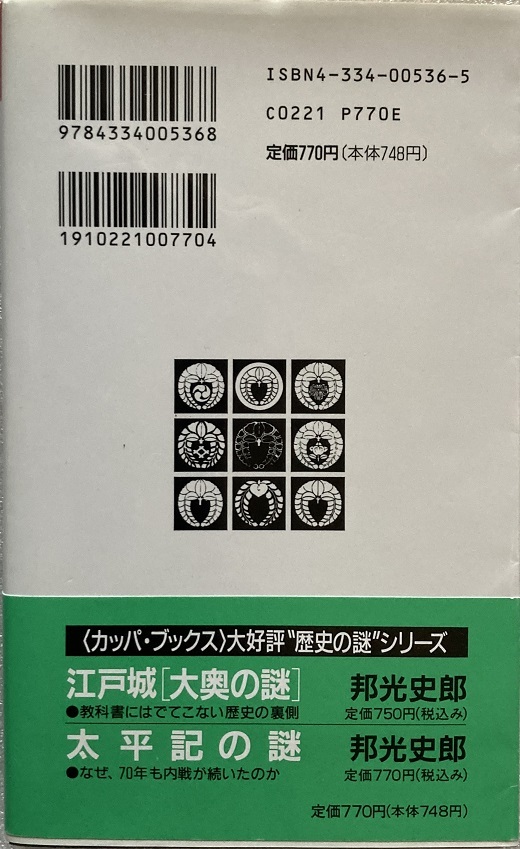 ISBN4-334-00536-5
9784334005368
C0221 P770E
定価770円(本体748円)
1910221007704
〈カッパ・ブックス〉大好評"歴史の謎"シリーズ
江戸城[大奥の謎] 邦光史郎
●教科書にはでてこない歴史の裏側 定価750円(税込み)
太平記の謎 邦光史郎
●なぜ、70年も内戦が続いたのか 定価770円(税込み)
定価770円(本体748円)